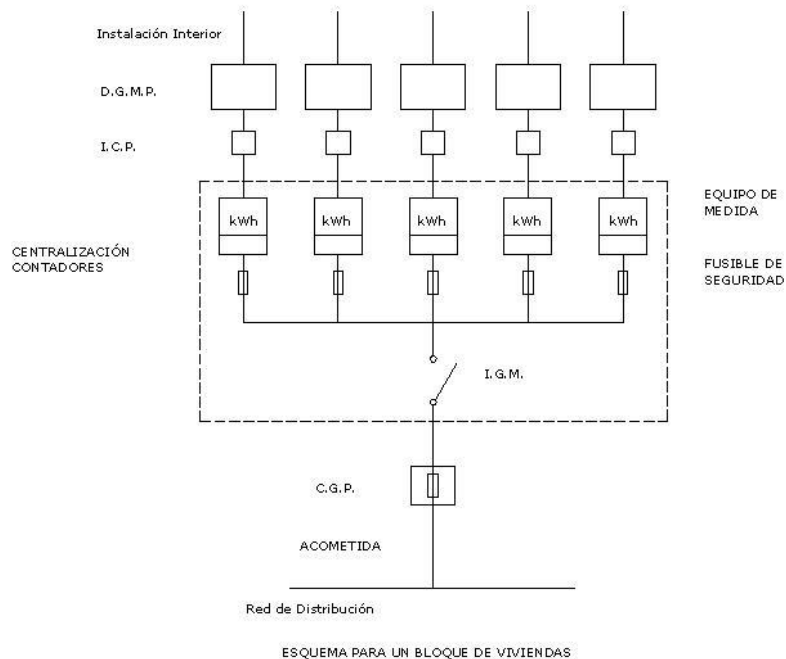 Instalación Interior
D.G.M.P.
I.C.P.
kWh kWh kWh kWh kWh
EQUIPO DE
MEDIDA
CENTRALIZACIÓN
CONTADORES
FUSIBLE DE
SEGURIDAD
I.G.M.
C.G.P.
ACOMETIDA
Red de Distribución
ESQUEMA PARA UN BLOQUE DE VIVIENDAS